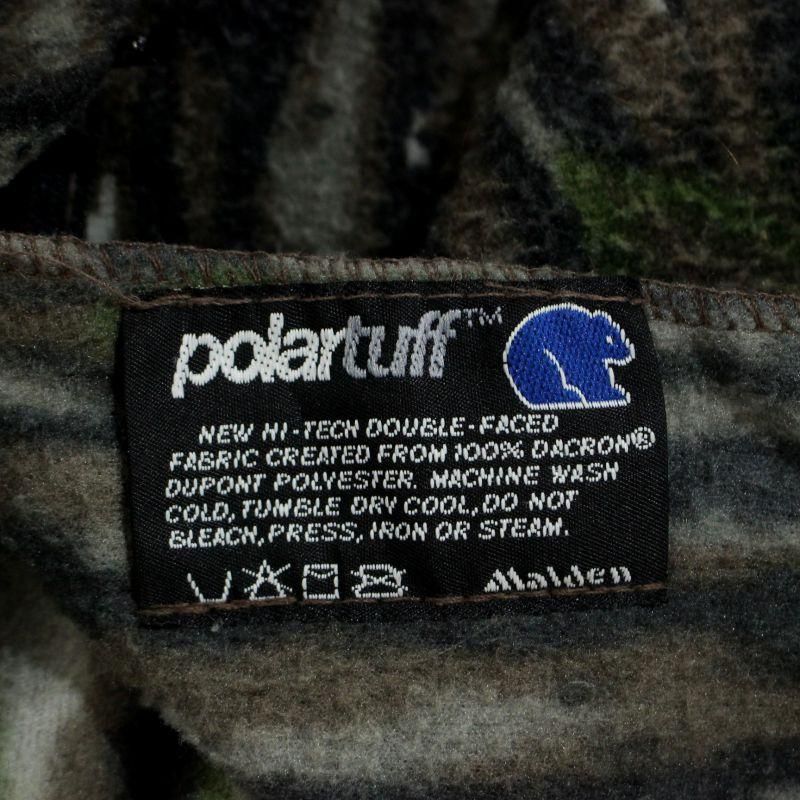 polartuff™
NEW HI-TECH DOUBLE-FACED
FABRIC CREATED FROM 100% DACRON®
DUPONT POLYESTER. MACHINE WASH
COLD, TUMBLE DRY COOL, DO NOT
BLEACH, PRESS, IRON OR STEAM.
Malden